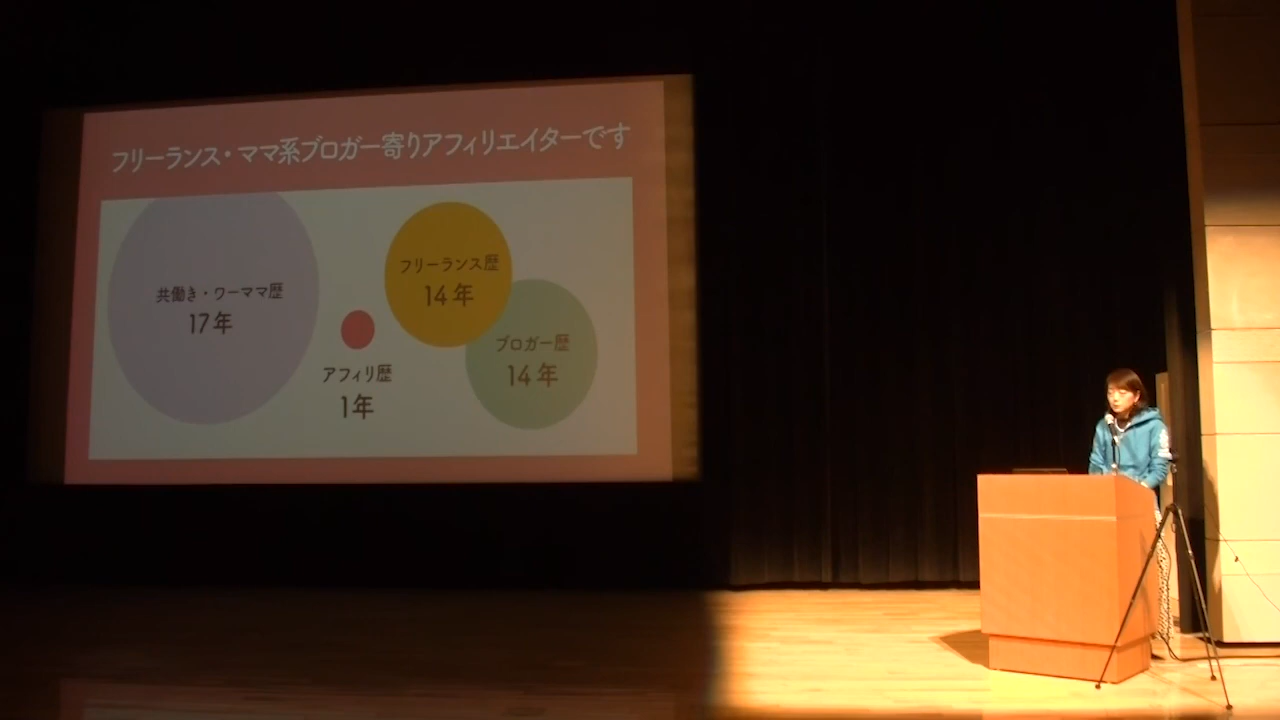 フリーランス・ママ系ブロガー寄りアフィリエイターです
共働き・ワーママ歴
17年
アフィリ歴
1年
フリーランス歴
14年
ブロガー歴
14年